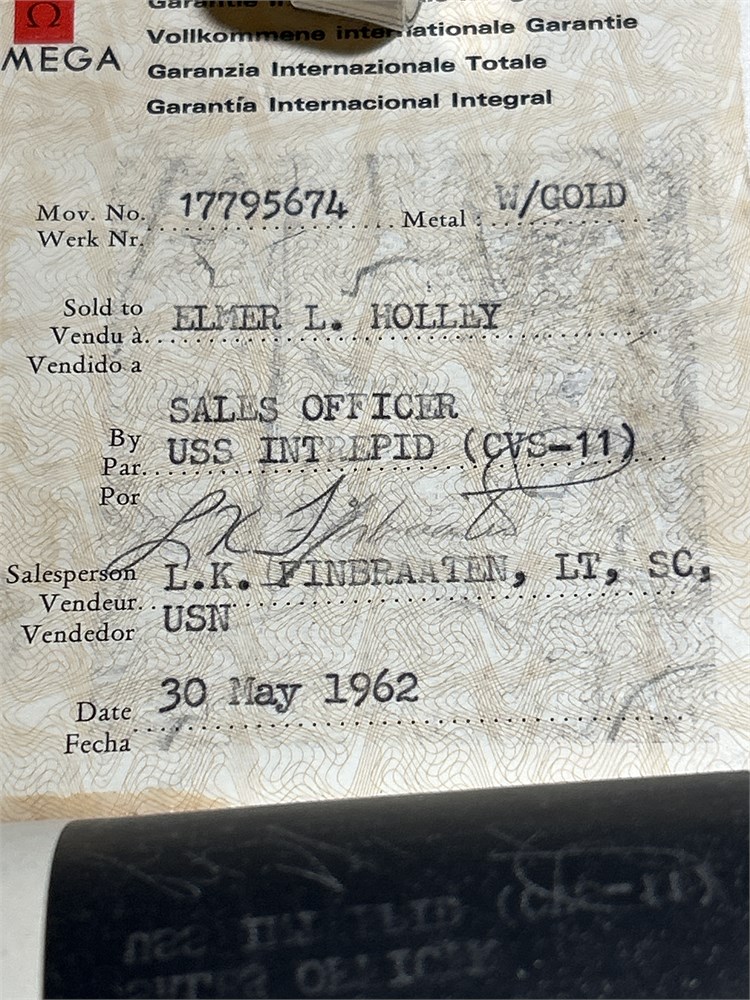 Ω
OMEGA
Vollkommene internationale Garantie
Garanzia Internazionale Totale
Garantía Internacional Integral
Mov. No. 17795674 Metal: W/GOLD
Werk Nr.
Sold to ELMER L. HOLLEY
Vendu à
Vendido a
SALES OFFICER
By USS INTREPID (CVS-11)
Par
Por
Salesperson L.K. FINBRAATEN, LT, SC,
Vendeur USN
Vendedor
Date 30 May 1962
Fecha